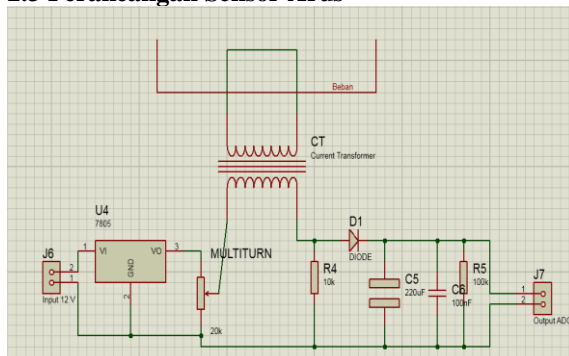 2.3 Perancangan Sensor Arus
Beban
CT
Current Transformer
U4
7805
D1
DIODE
J6
2
1
Input 12 V
1
VI
VO
3
GND
2
MULTITURN
20k
R4
10k
C5
220uF
C6
100nF
R5
100k
J7
1
2
Output ADC